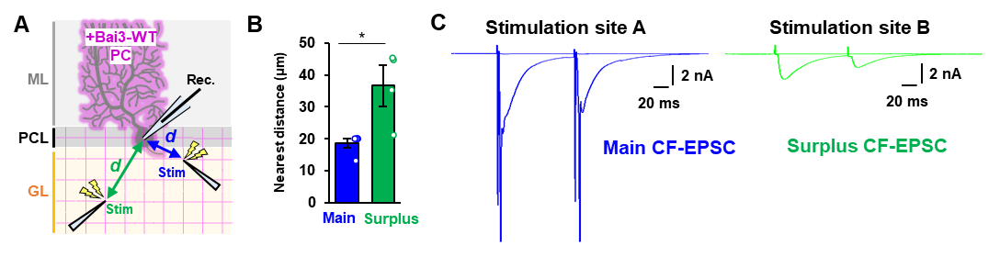 A
+Bai3-WT
PC
ML
PCL
GL
Rec.
d
d
Stim
Stim
B
Nearest distance (µm)
50
40
30
20
10
0
*
Main
Surplus
C
Stimulation site A
2 nA
20 ms
Main CF-EPSC
Stimulation site B
2 nA
20 ms
Surplus CF-EPSC